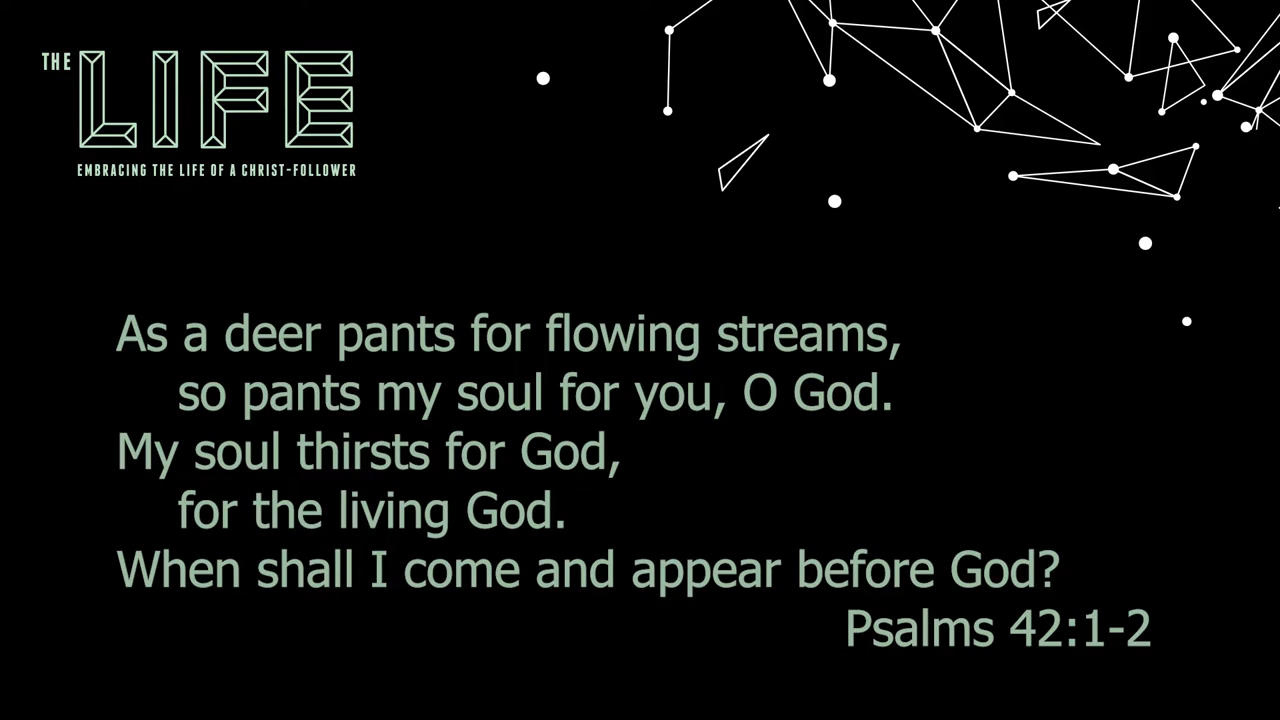 THE LIFE
EMBRACING THE LIFE OF A CHRIST-FOLLOWER
As a deer pants for flowing streams,
so pants my soul for you, O God.
My soul thirsts for God,
for the living God.
When shall I come and appear before God?
Psalms 42:1-2